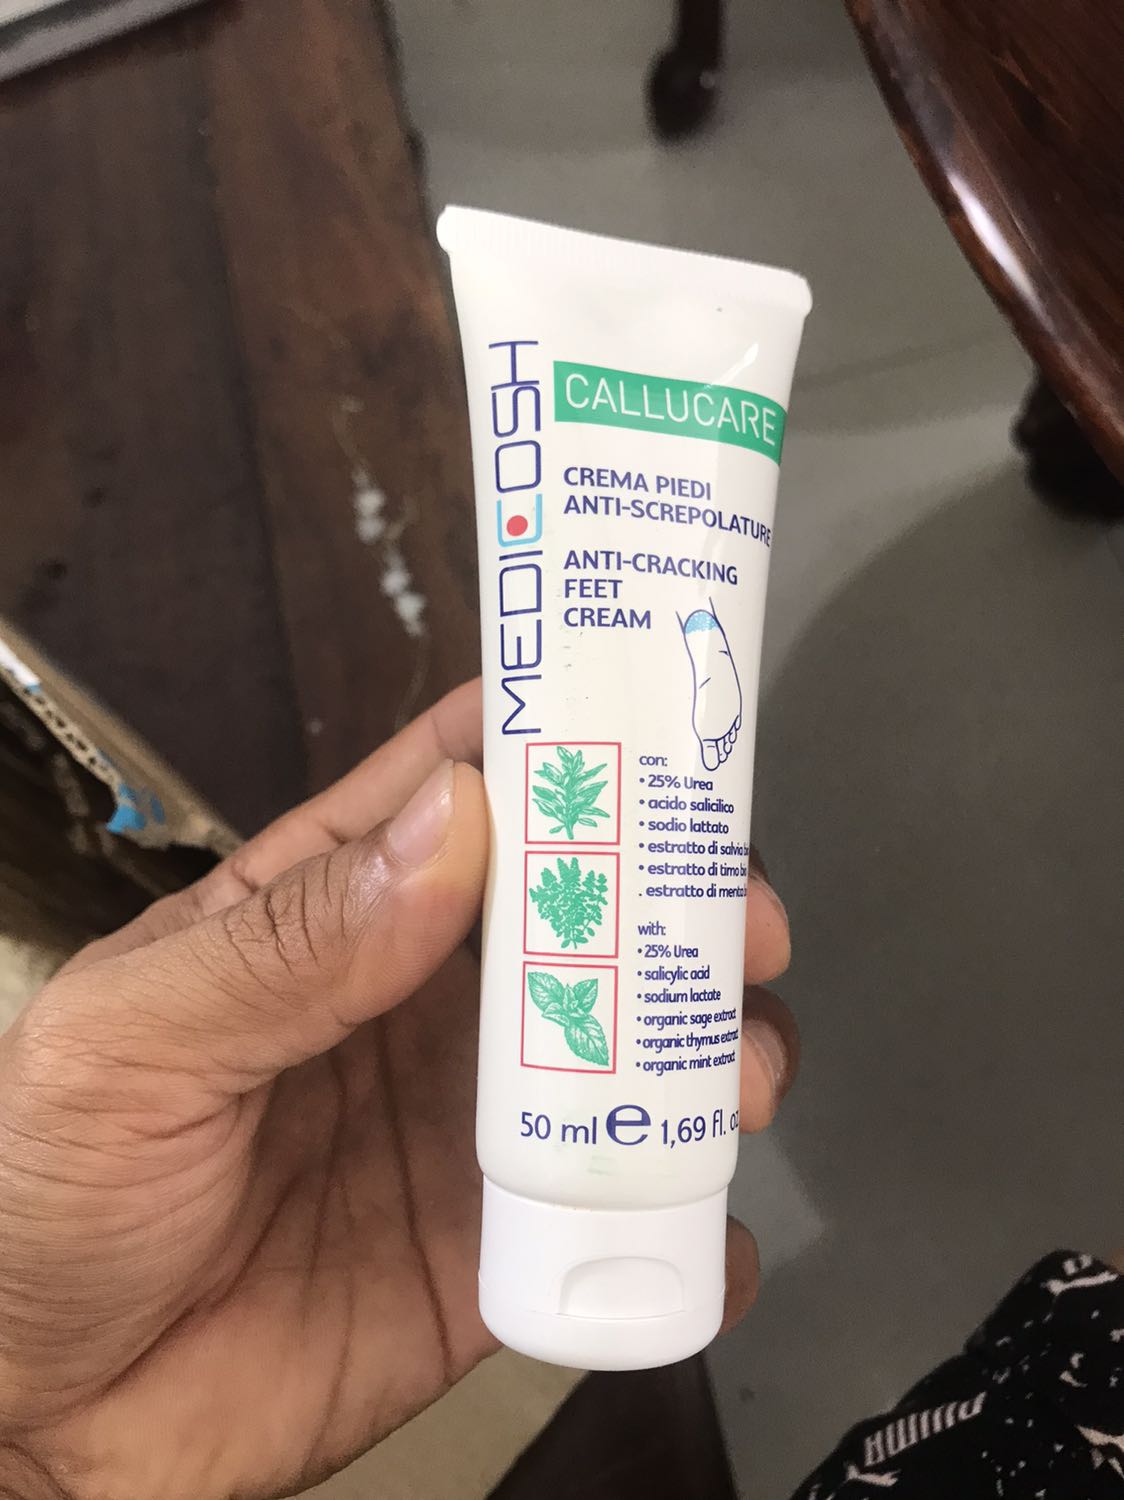 MEDICOSH
CALLUCARE
CREMA PIEDI
ANTI-SCREPOLATURE
ANTI-CRACKING
FEET
CREAM
con:
• 25% Urea
• acido salicilico
• sodio lattato
• estratto di salvia
• estratto di timo
. estratto di menta
with:
• 25% Urea
• salicylic acid
• sodium lactate
• organic sage extract
• organic thymus extract
• organic mint extract
50 ml e 1,69 fl. oz